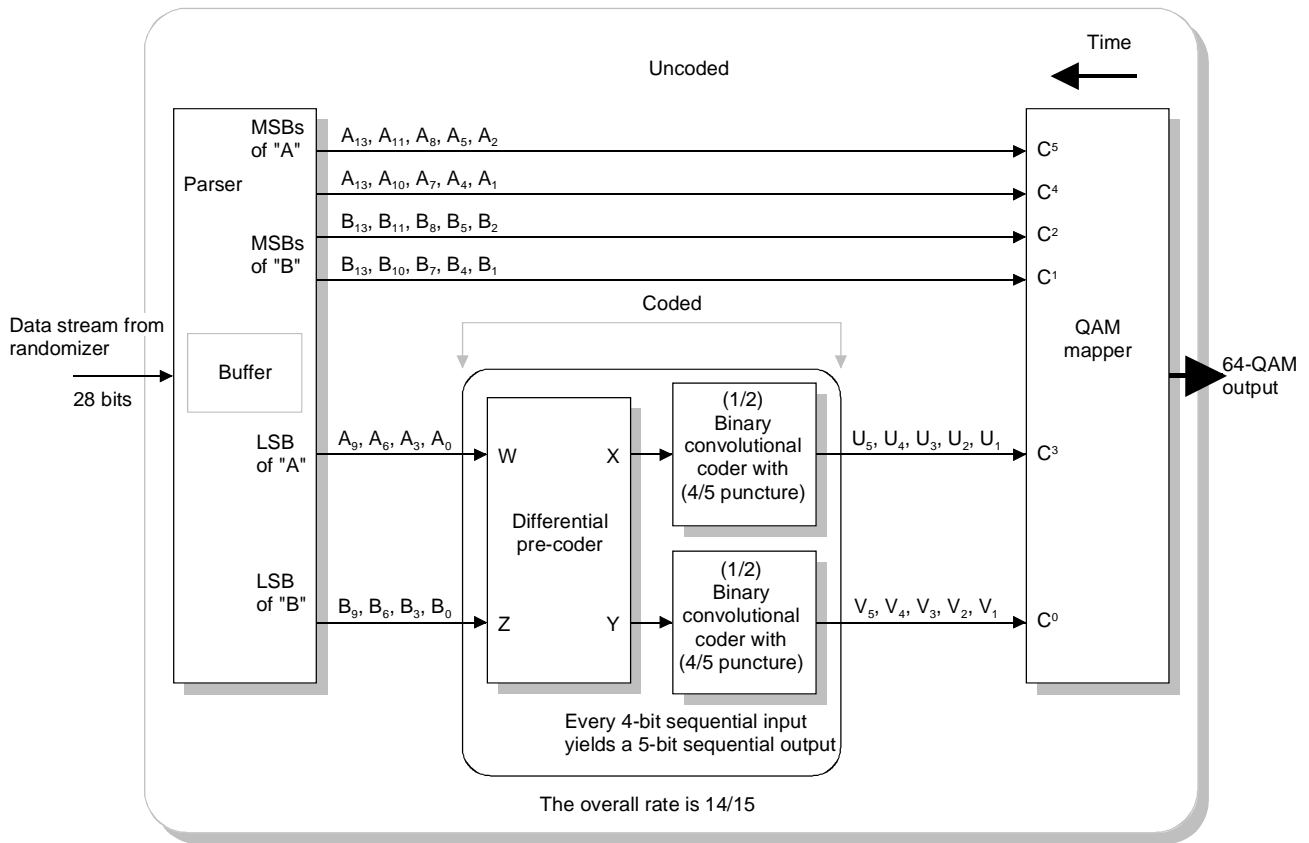 Time
Uncoded
MSBs
of "A"
A₁₃, A₁₁, A₈, A₅, A₂
C⁵
Parser
A₁₃, A₁₀, A₇, A₄, A₁
C⁴
MSBs
of "B"
B₁₃, B₁₁, B₈, B₅, B₂
C²
B₁₃, B₁₀, B₇, B₄, B₁
C¹
Coded
Data stream from
randomizer
28 bits
Buffer
QAM
mapper
64-QAM
output
LSB
of "A"
A₉, A₆, A₃, A₀
W
X
(1/2)
Binary
convolutional
coder with
(4/5 puncture)
U₅, U₄, U₃, U₂, U₁
C³
Differential
pre-coder
LSB
of "B"
B₉, B₆, B₃, B₀
Z
Y
(1/2)
Binary
convolutional
coder with
(4/5 puncture)
V₅, V₄, V₃, V₂, V₁
C⁰
Every 4-bit sequential input
yields a 5-bit sequential output
The overall rate is 14/15